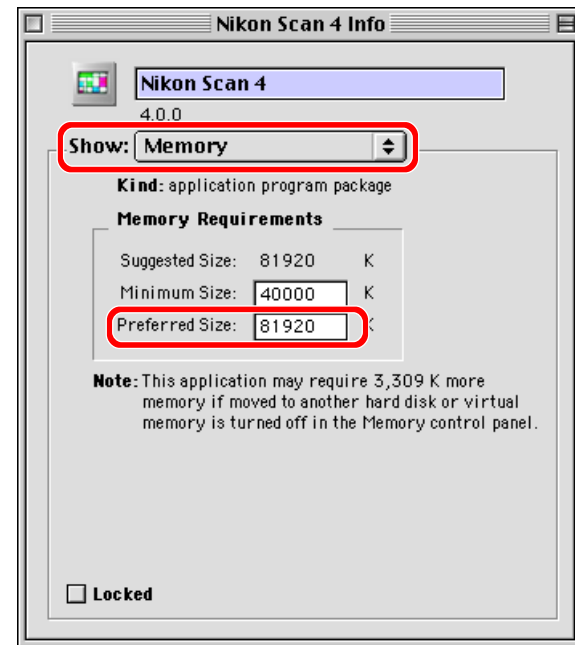 Nikon Scan 4 Info
Nikon Scan 4
4.0.0
Show: Memory
Kind: application program package
Memory Requirements
Suggested Size: 81920 K
Minimum Size: 40000 K
Preferred Size: 81920 K
Note: This application may require 3,309 K more
memory if moved to another hard disk or virtual
memory is turned off in the Memory control panel.
Locked